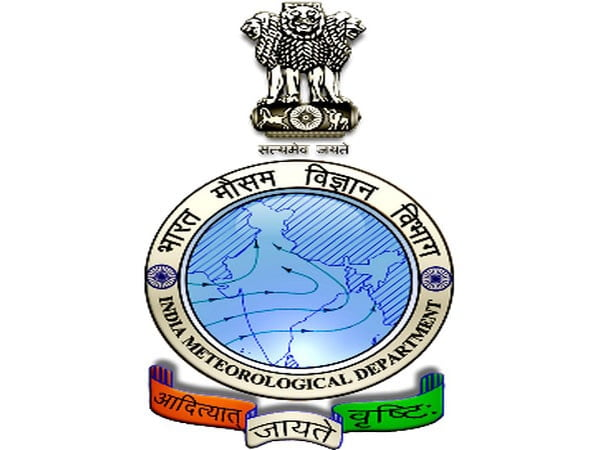 सत्यमेव जयते
भारत मौसम विज्ञान विभाग
INDIA METEOROLOGICAL DEPARTMENT
आदित्यात् जायते वृष्टि: